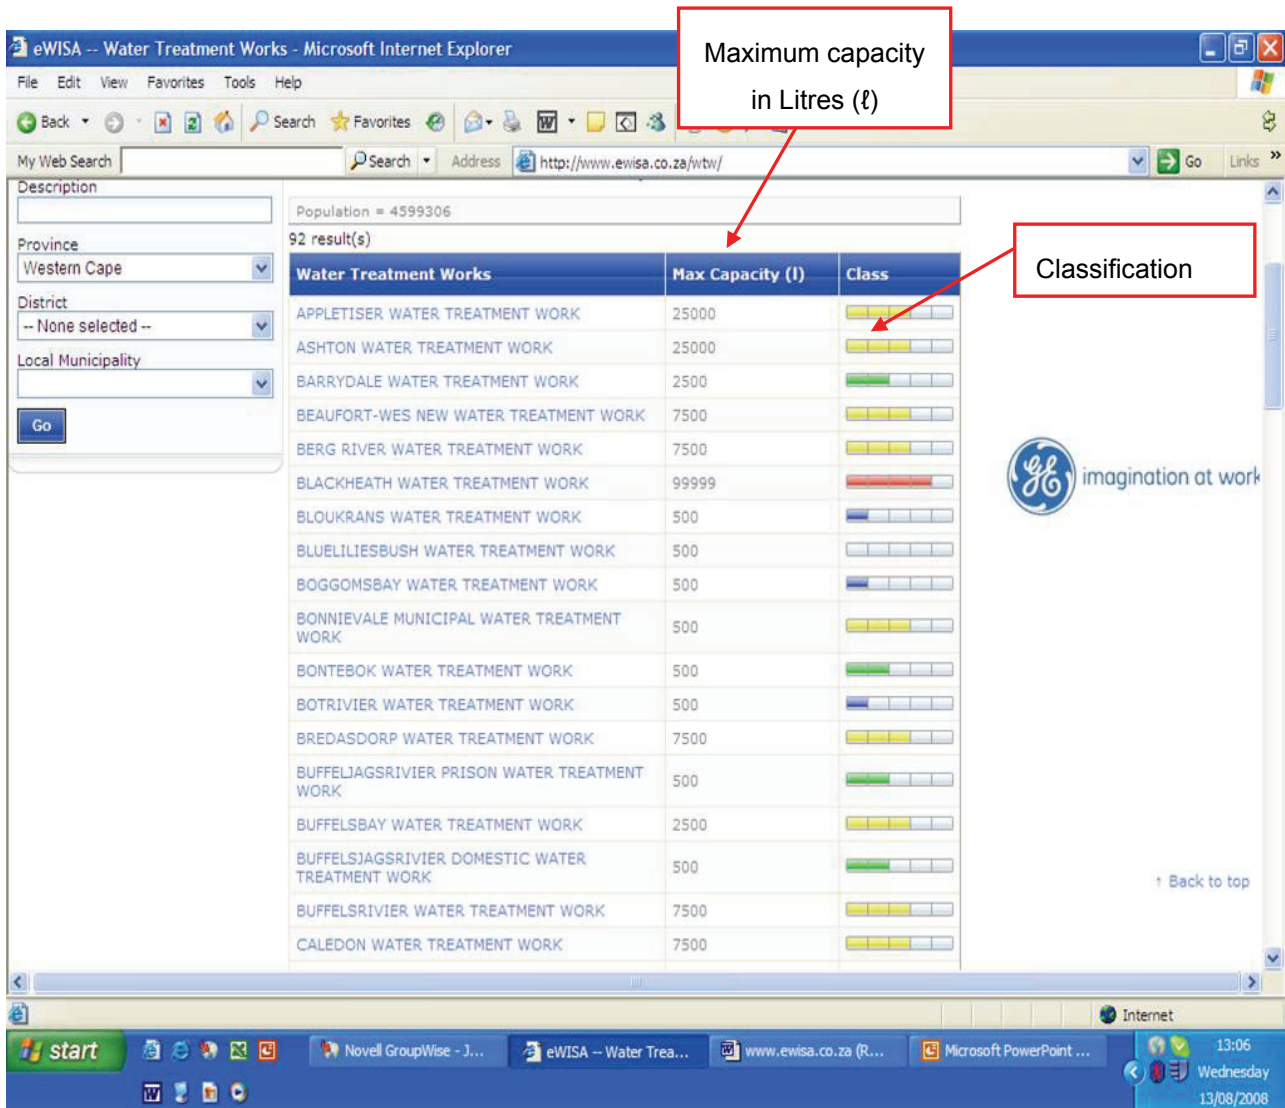 Maximum capacity
in Litres (ℓ)
eWISA -- Water Treatment Works - Microsoft Internet Explorer
File Edit View Favorites Tools Help
Back Search Favorites
My Web Search Search Address http://www.ewisa.co.za/wtw/ Go Links »
Description
Population = 4599306
Province
92 result(s)
Western Cape
Water Treatment Works Max Capacity (l) Class
Classification
District
-- None selected --
Local Municipality
Go
APPLETISER WATER TREATMENT WORK 25000
ASHTON WATER TREATMENT WORK 25000
BARRYDALE WATER TREATMENT WORK 2500
BEAUFORT-WES NEW WATER TREATMENT WORK 7500
BERG RIVER WATER TREATMENT WORK 7500
BLACKHEATH WATER TREATMENT WORK 99999
BLOUKRANS WATER TREATMENT WORK 500
BLUELILIESBUSH WATER TREATMENT WORK 500
BOGGOMSBAY WATER TREATMENT WORK 500
BONNIEVALE MUNICIPAL WATER TREATMENT
WORK 500
BONTEBOK WATER TREATMENT WORK 500
BOTRIVIER WATER TREATMENT WORK 500
BREDASDORP WATER TREATMENT WORK 7500
BUFFELJAGSRIVIER PRISON WATER TREATMENT
WORK 500
BUFFELSBAY WATER TREATMENT WORK 2500
BUFFELSJAGSRIVIER DOMESTIC WATER
TREATMENT WORK 500
BUFFELSRIVIER WATER TREATMENT WORK 7500
CALEDON WATER TREATMENT WORK 7500
GE imagination at work
↑ Back to top
Internet
start Novell GroupWise - J... eWISA -- Water Trea... www.ewisa.co.za (R... Microsoft PowerPoint ... 13:06
Wednesday
13/08/2008